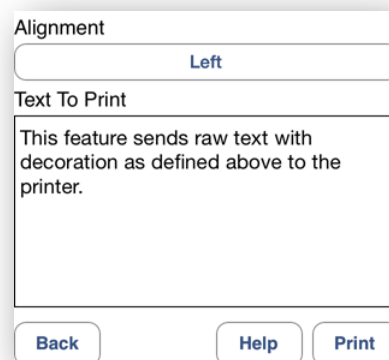 Alignment
Left
Text To Print
This feature sends raw text with
decoration as defined above to the
printer.
Back
Help
Print